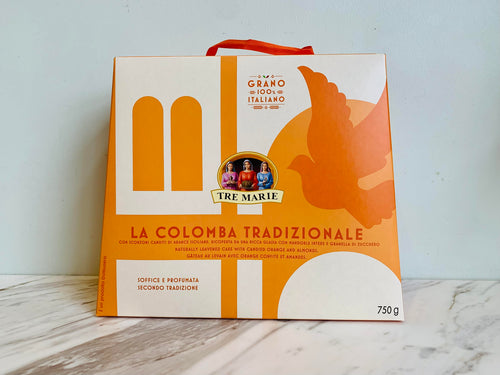 GRANO
100%
ITALIANO
TRE MARIE
LA COLOMBA TRADIZIONALE
CON SCORZONI CANDITI DI ARANCE SICILIANE, RICOPERTA DA UNA RICCA GLASSA CON MANDORLE INTERE E GRANELLA DI ZUCCHERO
NATURALLY LEAVENED CAKE WITH CANDIED ORANGE AND ALMONDS.
GÂTEAU AU LEVAIN AVEC ORANGE CONFITE ET AMANDES.
SOFFICE E PROFUMATA
SECONDO TRADIZIONE
750 g